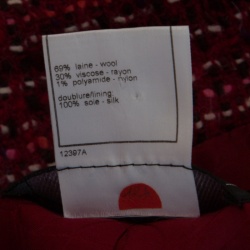 69% laine - wool
30% viscose - rayon
1% polyamide - nylon
doublure/lining:
100% soie - silk
12397A